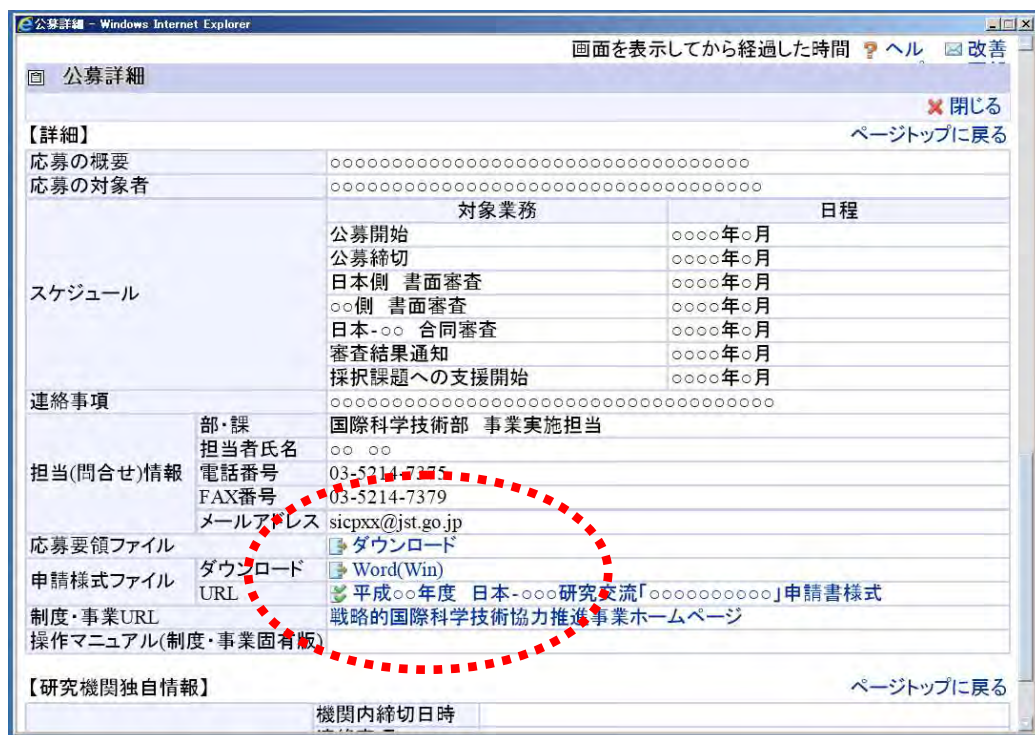 公募詳細 - Windows Internet Explorer
画面を表示してから経過した時間 ヘル 改善
公募詳細
閉じる
【詳細】 ページトップに戻る
応募の概要 ○○○○○○○○○○○○○○○○○○○○○○○○○○○○○○○○○○
応募の対象者 ○○○○○○○○○○○○○○○○○○○○○○○○○○○○○○○○○○○
対象業務 日程
公募開始 ○○○○年○月
公募締切 ○○○○年○月
日本側 書面審査 ○○○○年○月
スケジュール
○○側 書面審査 ○○○○年○月
日本-○○ 合同審査 ○○○○年○月
審査結果通知 ○○○○年○月
採択課題への支援開始 ○○○○年○月
連絡事項 ○○○○○○○○○○○○○○○○○○○○○○○○○○○○○○○○○○○○
部・課 国際科学技術部 事業実施担当
担当者氏名 ○○ ○○
担当(問合せ)情報 電話番号 03-5214-7375
FAX番号 03-5214-7379
メールアドレス sicpxx@jst.go.jp
応募要領ファイル ダウンロード
申請様式ファイル ダウンロード Word(Win)
URL 平成○○年度 日本-○○○研究交流「○○○○○○○○○○」申請書様式
制度・事業URL 戦略的国際科学技術協力推進事業ホームページ
操作マニュアル(制度・事業固有版)
【研究機関独自情報】 ページトップに戻る
機関内締切日時